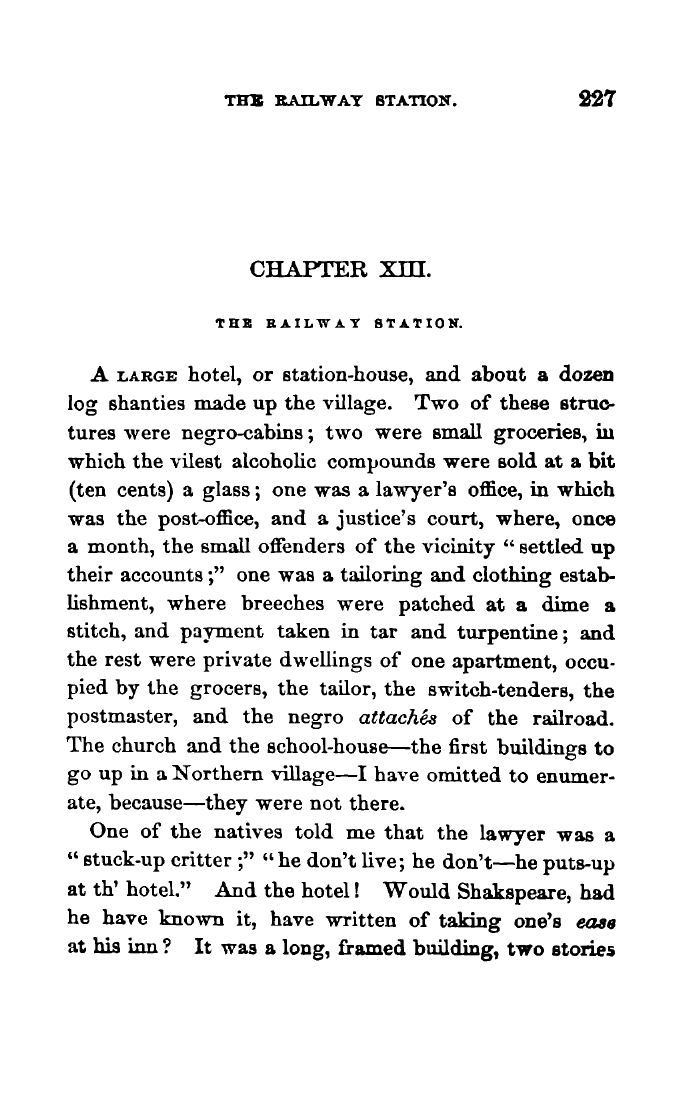 THE RAILWAY STATION. 227
CHAPTER XIII.
THE RAILWAY STATION.
A LARGE hotel, or station-house, and about a dozen
log shanties made up the village. Two of these struc-
tures were negro-cabins; two were small groceries, in
which the vilest alcoholic compounds were sold at a bit
(ten cents) a glass; one was a lawyer's office, in which
was the post-office, and a justice's court, where, once
a month, the small offenders of the vicinity “settled up
their accounts;” one was a tailoring and clothing estab-
lishment, where breeches were patched at a dime a
stitch, and payment taken in tar and turpentine; and
the rest were private dwellings of one apartment, occu-
pied by the grocers, the tailor, the switch-tenders, the
postmaster, and the negro attachés of the railroad.
The church and the school-house—the first buildings to
go up in a Northern village—I have omitted to enumer-
ate, because—they were not there.
One of the natives told me that the lawyer was a
“stuck-up critter;” “he don't live; he don't—he puts-up
at th' hotel.” And the hotel! Would Shakspeare, had
he have known it, have written of taking one's ease
at his inn? It was a long, framed building, two stories